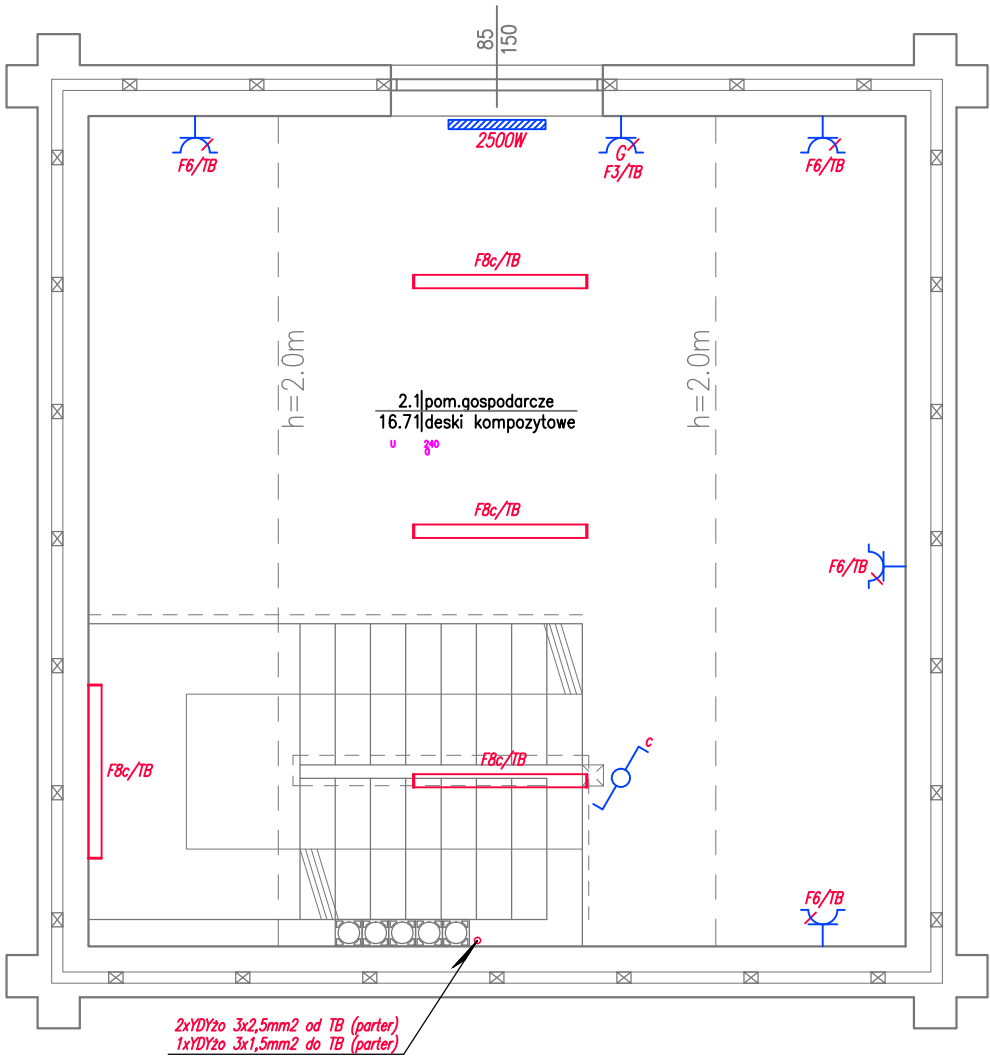 85
150
2500W
F6/TB
G
F3/TB
F6/TB
F8c/TB
h=2.0m
h=2.0m
2.1 pom.gospodarcze
16.71 deski kompozytowe
U 240
0
F8c/TB
F6/TB
F8c/TB
F8c/TB
c
F6/TB
2xYDYżo 3x2,5mm2 od TB (parter)
1xYDYżo 3x1,5mm2 do TB (parter)